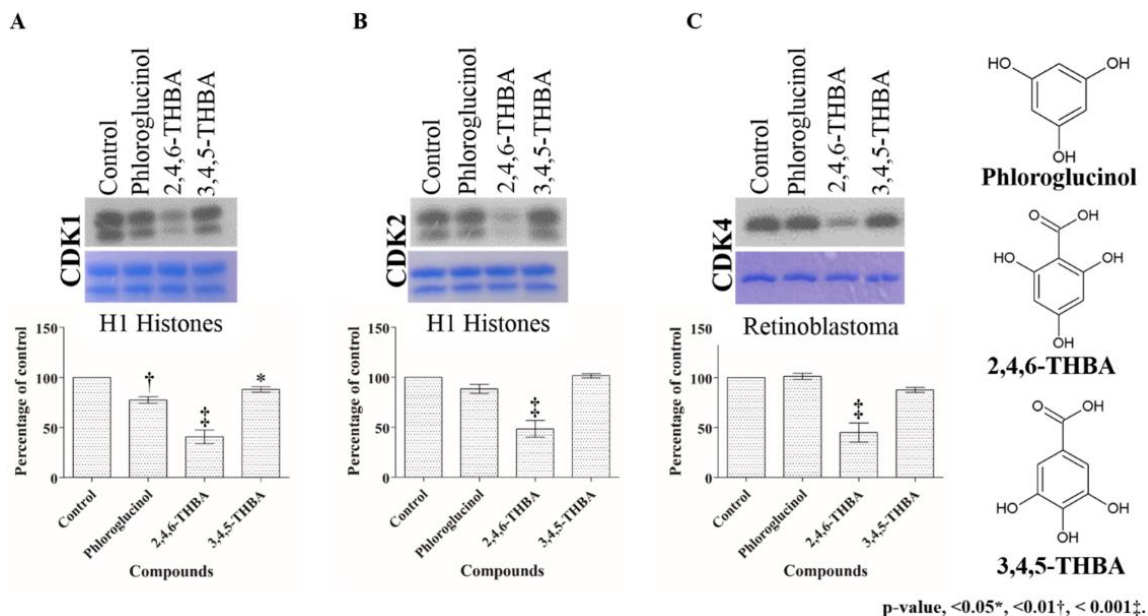 A
B
C
Control
Phloroglucinol
2,4,6-THBA
3,4,5-THBA
CDK1
H1 Histones
Percentage of control
150
100
50
0
†
‡
*
Control
Phloroglucinol
2,4,6-THBA
3,4,5-THBA
Compounds
Control
Phloroglucinol
2,4,6-THBA
3,4,5-THBA
CDK2
H1 Histones
Percentage of control
150
100
50
0
‡
Control
Phloroglucinol
2,4,6-THBA
3,4,5-THBA
Compounds
Control
Phloroglucinol
2,4,6-THBA
3,4,5-THBA
CDK4
Retinoblastoma
Percentage of control
150
100
50
0
‡
Control
Phloroglucinol
2,4,6-THBA
3,4,5-THBA
Compounds
HO
OH
OH
Phloroglucinol
O
OH
HO
OH
OH
2,4,6-THBA
O
OH
HO
OH
OH
3,4,5-THBA
p-value, <0.05*, <0.01†, < 0.001‡.